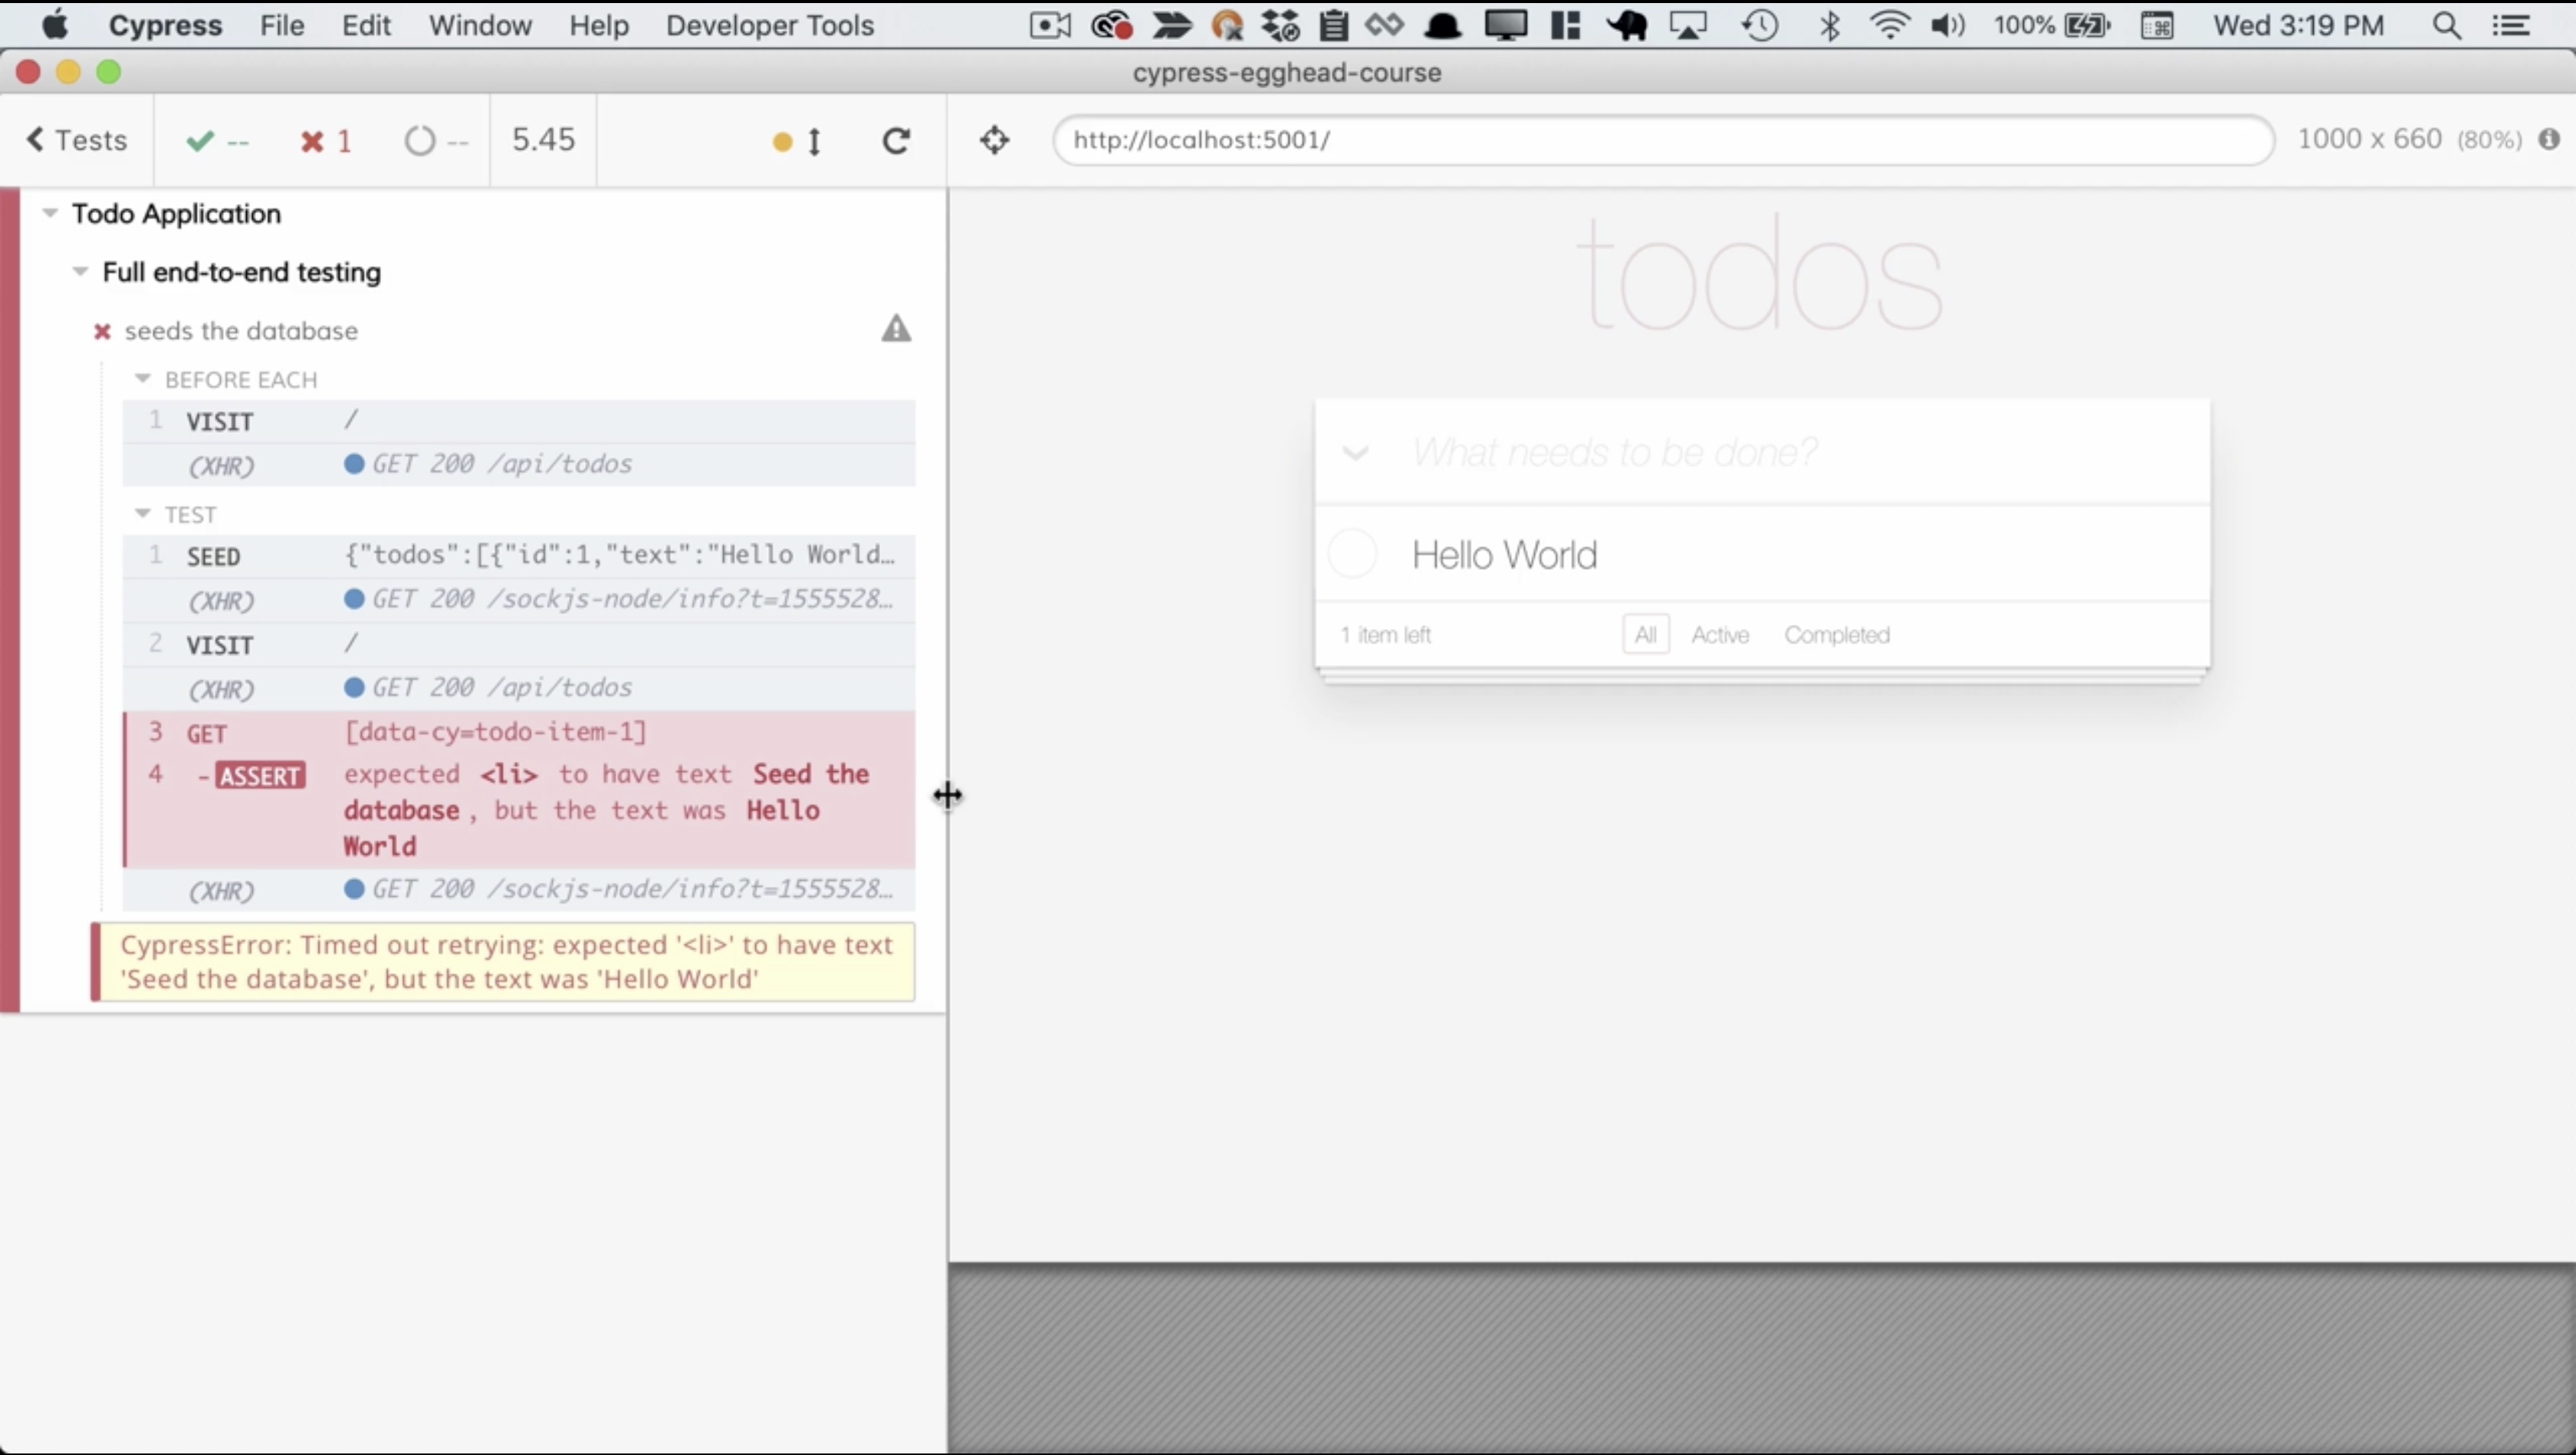 Cypress File Edit Window Help Developer Tools 100% Wed 3:19 PM
cypress-egghead-course
Tests -- 1 -- 5.45 http://localhost:5001/ 1000 x 660 (80%)
Todo Application
Full end-to-end testing
seeds the database
BEFORE EACH
1 VISIT /
(XHR) GET 200 /api/todos
TEST
1 SEED {"todos":[{"id":1,"text":"Hello World…
(XHR) GET 200 /sockjs-node/info?t=1555528…
2 VISIT /
(XHR) GET 200 /api/todos
3 GET [data-cy=todo-item-1]
4 -ASSERT expected <li> to have text Seed the
database , but the text was Hello
World
(XHR) GET 200 /sockjs-node/info?t=1555528…
CypressError: Timed out retrying: expected '<li>' to have text
'Seed the database', but the text was 'Hello World'
todos
What needs to be done?
Hello World
1 item left All Active Completed